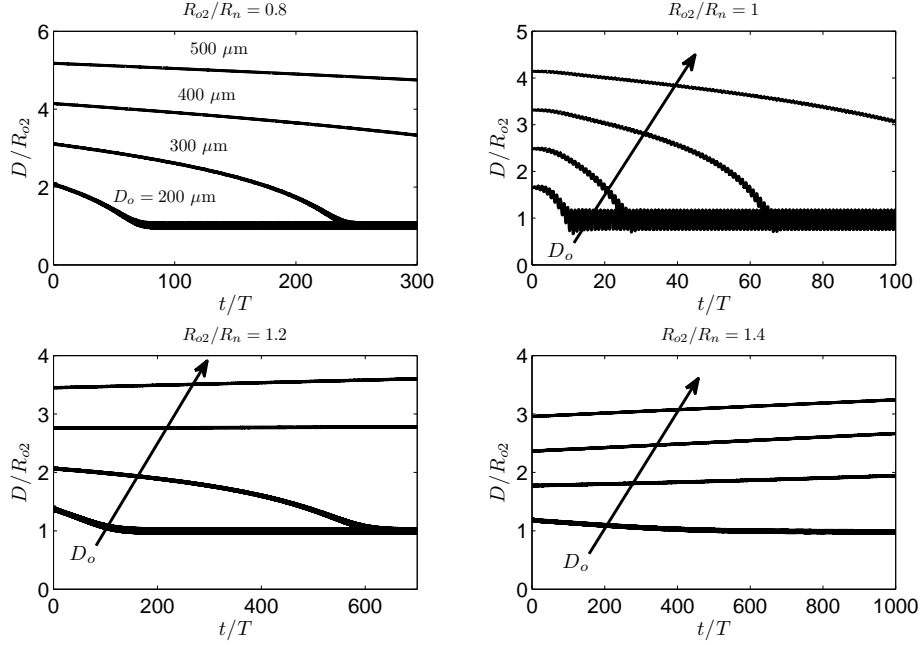 R_{o2}/R_n = 0.8
6
4
2
0
D/R_{o2}
500 μm
400 μm
300 μm
D_o = 200 μm
0 100 200 300
t/T
R_{o2}/R_n = 1
5
4
3
2
1
0
D/R_{o2}
D_o
0 20 40 60 80 100
t/T
R_{o2}/R_n = 1.2
4
3
2
1
0
D/R_{o2}
D_o
0 200 400 600
t/T
R_{o2}/R_n = 1.4
4
3
2
1
0
D/R_{o2}
D_o
0 200 400 600 800 1000
t/T